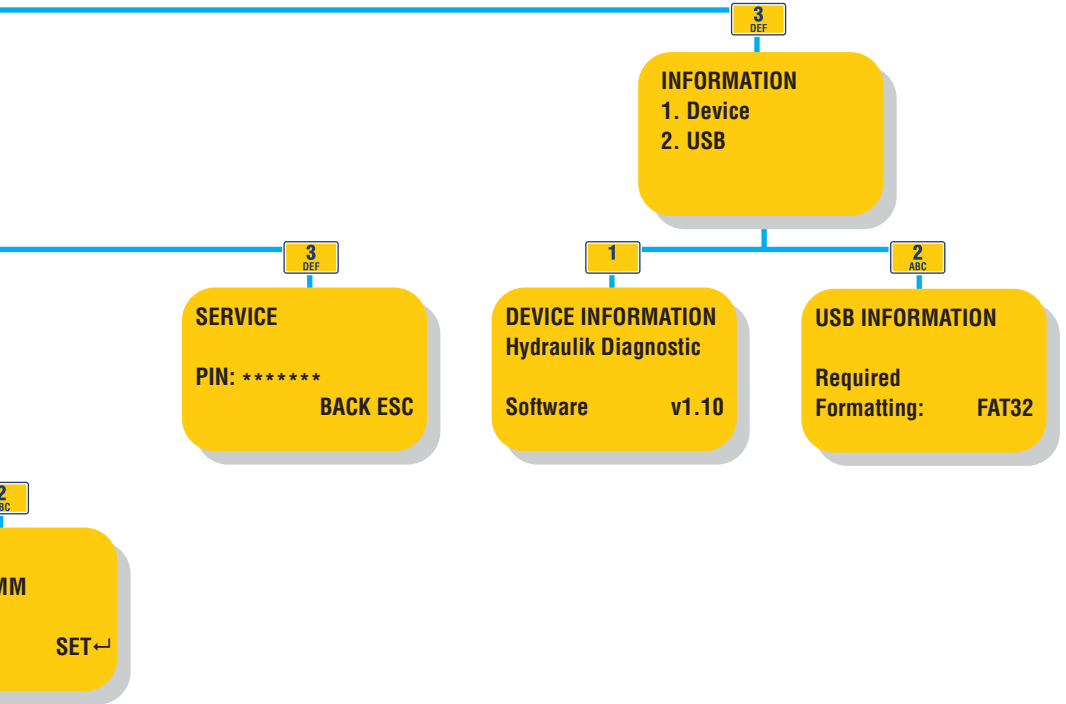 3
DEF
INFORMATION
1. Device
2. USB
3
DEF
1
2
ABC
SERVICE
PIN: *******
BACK ESC
DEVICE INFORMATION
Hydraulik Diagnostic
Software v1.10
USB INFORMATION
Required
Formatting: FAT32
2
SET↵